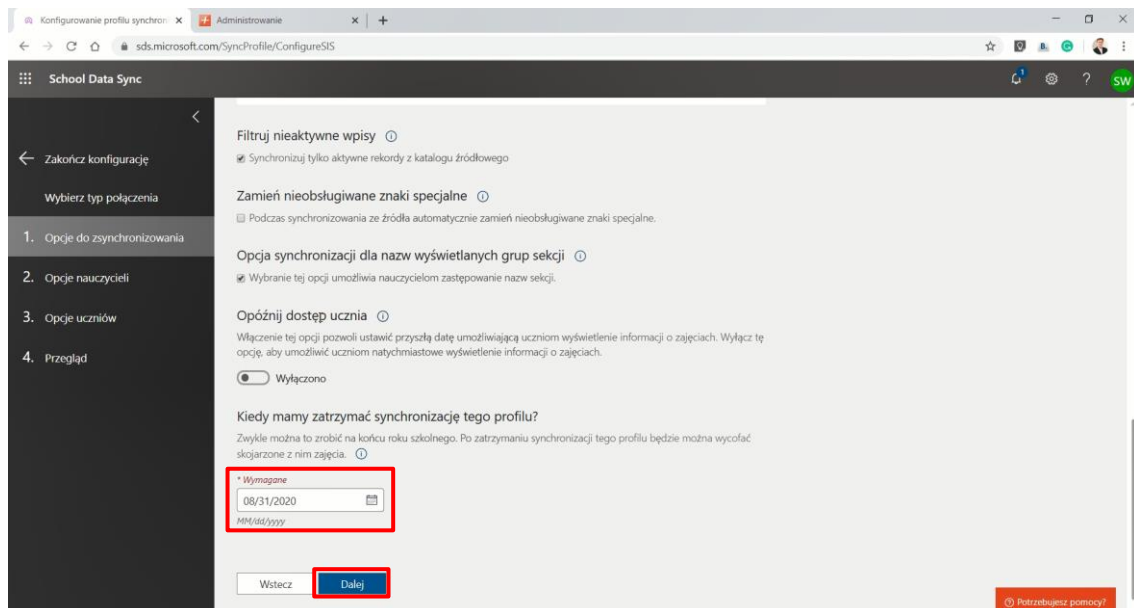 Konfigurowanie profilu synchron
Administrowanie
sds.microsoft.com/SyncProfile/ConfigureSIS
School Data Sync
1
SW
Zakończ konfigurację
Wybierz typ połączenia
1. Opcje do zsynchronizowania
2. Opcje nauczycieli
3. Opcje uczniów
4. Przegląd
Filtruj nieaktywne wpisy
Synchronizuj tylko aktywne rekordy z katalogu źródłowego
Zamień nieobsługiwane znaki specjalne
Podczas synchronizowania ze źródła automatycznie zamień nieobsługiwane znaki specjalne.
Opcja synchronizacji dla nazw wyświetlanych grup sekcji
Wybranie tej opcji umożliwia nauczycielom zastępowanie nazw sekcji.
Opóźnij dostęp ucznia
Włączenie tej opcji pozwoli ustawić przyszłą datę umożliwiającą uczniom wyświetlenie informacji o zajęciach. Wyłącz tę
opcję, aby umożliwić uczniom natychmiastowe wyświetlenie informacji o zajęciach.
Wyłączono
Kiedy mamy zatrzymać synchronizację tego profilu?
Zwykle można to zrobić na końcu roku szkolnego. Po zatrzymaniu synchronizacji tego profilu będzie można wycofać
skojarzone z nim zajęcia.
* Wymagane
08/31/2020
MM/dd/yyyy
Wstecz
Dalej
Potrzebujesz pomocy?